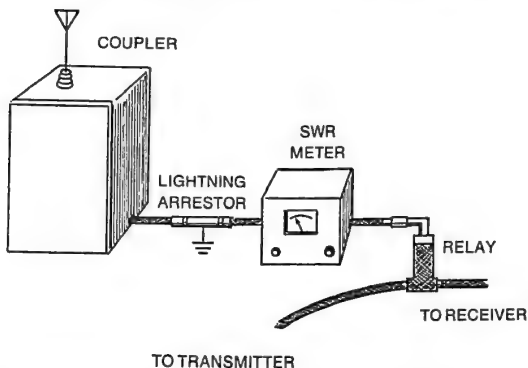 COUPLER
SWR
METER
LIGHTNING
ARRESTOR
RELAY
TO RECEIVER
TO TRANSMITTER